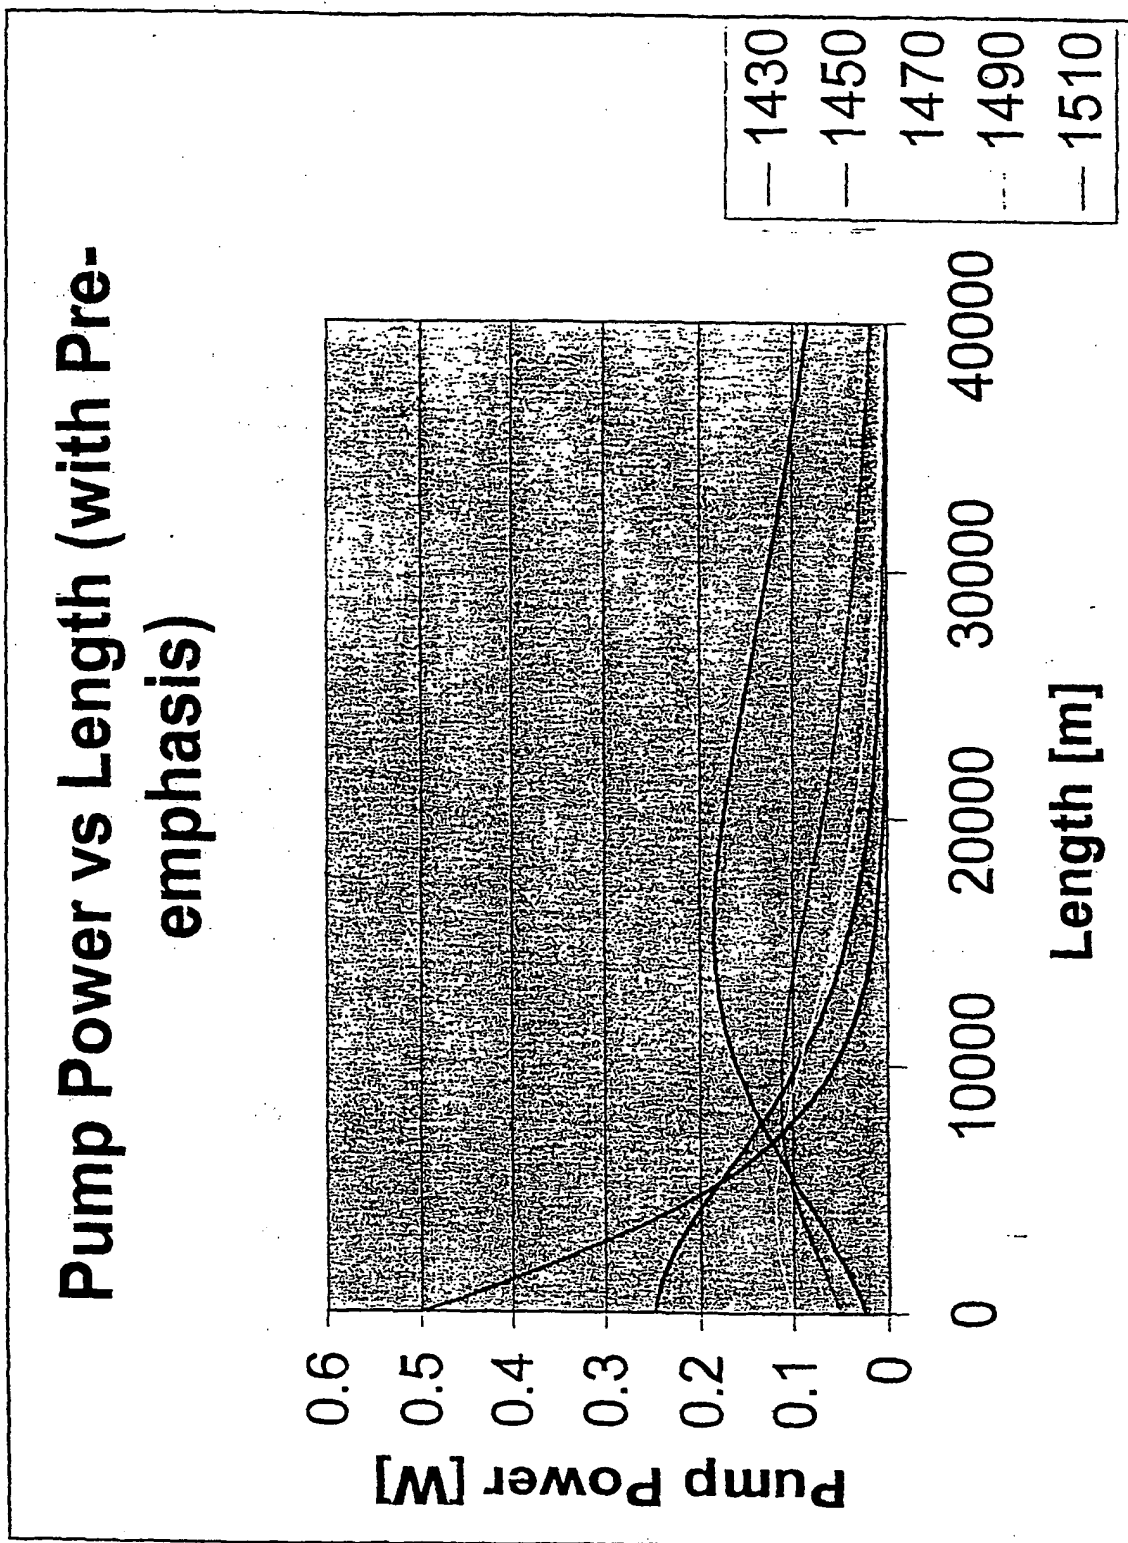 Pump Power vs Length (with Pre-
emphasis)
Pump Power [W]
0.6
0.5
0.4
0.3
0.2
0.1
0
0 10000 20000 30000 40000
Length [m]
1430
1450
1470
1490
1510